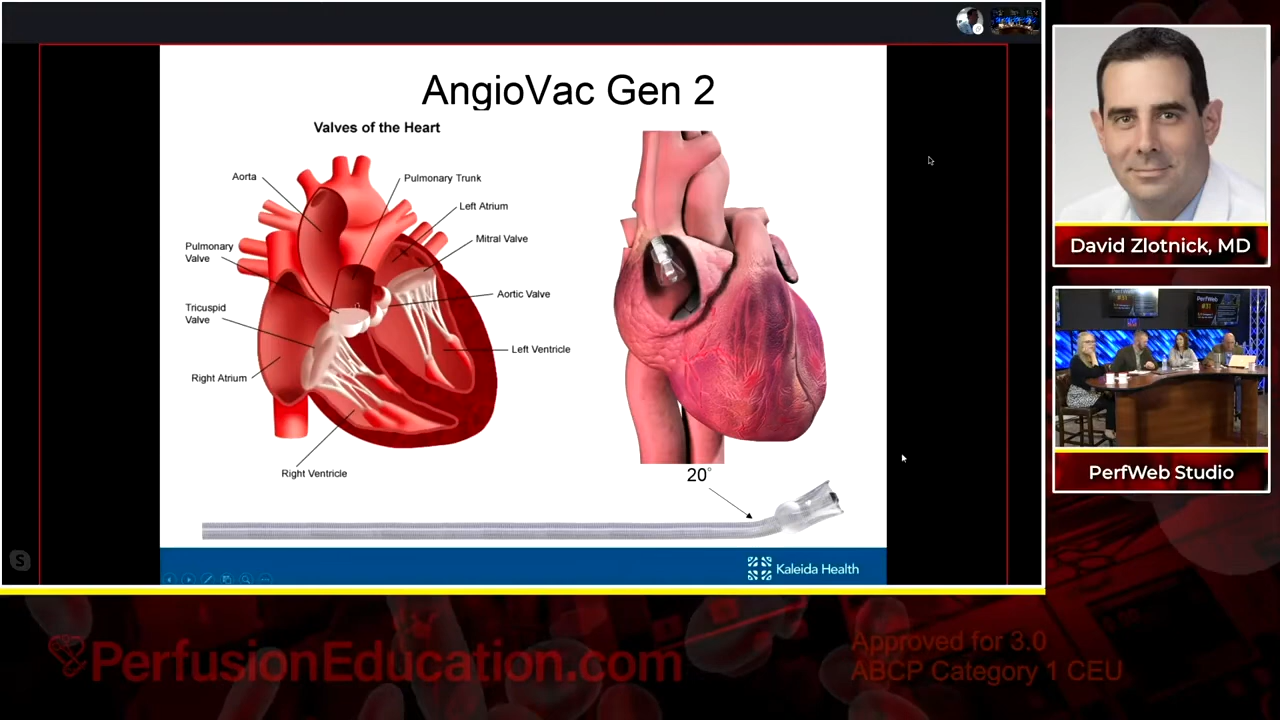 AngioVac Gen 2
Valves of the Heart
Aorta
Pulmonary Trunk
Left Atrium
Mitral Valve
Pulmonary
Valve
Aortic Valve
Tricuspid
Valve
Left Ventricle
Right Atrium
Right Ventricle
20°
Kaleida Health
S
David Zlotnick, MD
PerfWeb
PerfWeb Studio
PerfusionEducation.com
Approved for 3.0
ABCP Category 1 CEU